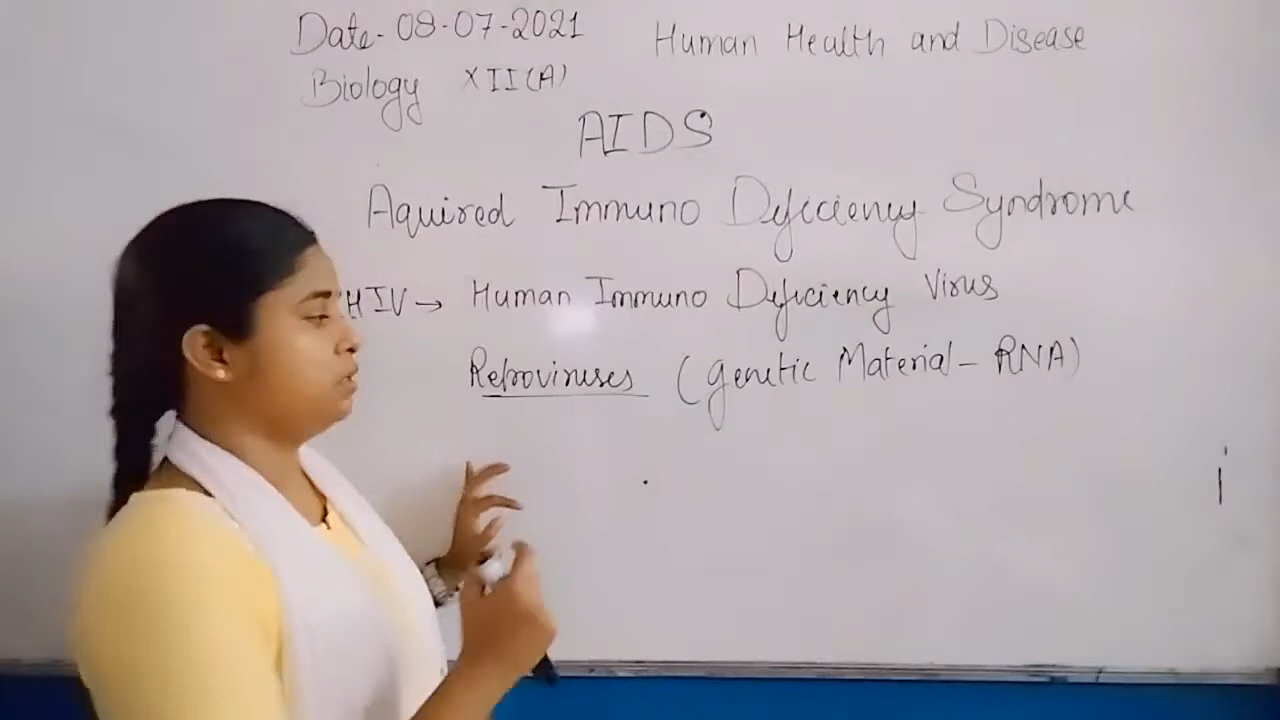 Date- 08-07-2021 Human Health and Disease
Biology XII(A)
AIDS
Aquired Immuno Deficiency Syndrome
HIV → Human Immuno Deficiency Virus
Retroviruses (Genetic Material - RNA)